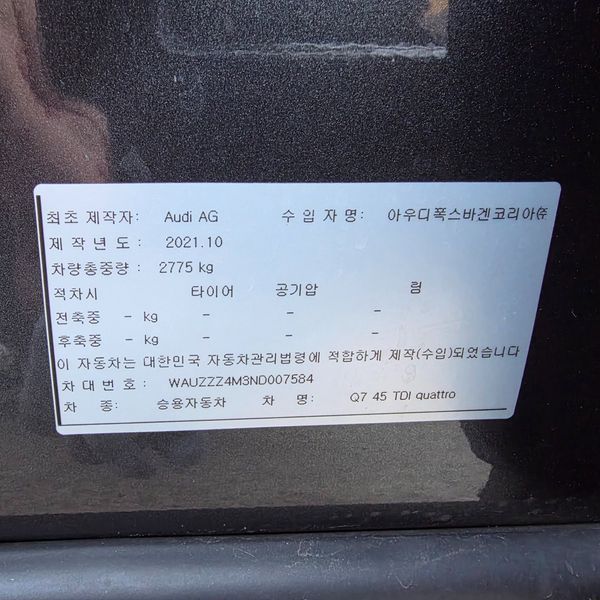 최초 제작자: Audi AG 수 입 자 명: 아우디폭스바겐코리아㈜
제 작 년 도 : 2021.10
차량총중량 : 2775 kg
적차시 타이어 공기압 림
전축중 - kg - - -
후축중 - kg - - -
이 자동차는 대한민국 자동차관리법령에 적합하게 제작(수입)되었습니다
차 대 번 호 : WAUZZZ4M3ND007584
차 종: 승용자동차 차 명: Q7 45 TDI quattro